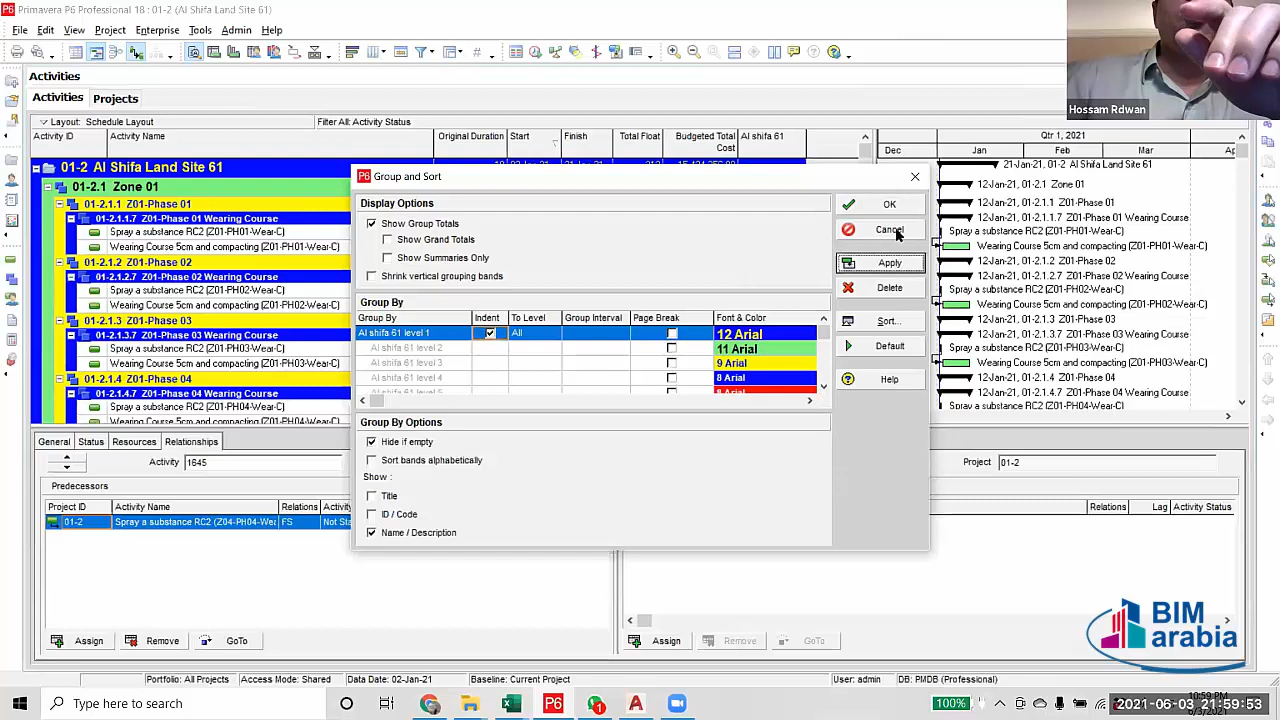 Primavera P6 Professional 18 : 01-2 (Al Shifa Land Site 61)
File Edit View Project Enterprise Tools Admin Help
Hossam Rdwan
Activities
Activities Projects
Layout: Schedule Layout Filter All: Activity Status
Activity ID Activity Name Original Duration Start Finish Total Float Budgeted Total Cost Al shifa 61
Qtr 1, 2021
Dec Jan Feb Mar
01-2 Al Shifa Land Site 61
01-2.1 Zone 01
01-2.1.1 Z01-Phase 01
01-2.1.1.7 Z01-Phase 01 Wearing Course
Spray a substance RC2 (Z01-PH01-Wear-C)
Wearing Course 5cm and compacting (Z01-PH01-Wear-C)
01-2.1.2 Z01-Phase 02
01-2.1.2.7 Z01-Phase 02 Wearing Course
Spray a substance RC2 (Z01-PH02-Wear-C)
Wearing Course 5cm and compacting (Z01-PH02-Wear-C)
01-2.1.3 Z01-Phase 03
01-2.1.3.7 Z01-Phase 03 Wearing Course
Spray a substance RC2 (Z01-PH03-Wear-C)
Wearing Course 5cm and compacting (Z01-PH03-Wear-C)
01-2.1.4 Z01-Phase 04
01-2.1.4.7 Z01-Phase 04 Wearing Course
Spray a substance RC2 (Z01-PH04-Wear-C)
Wearing Course 5cm and compacting (Z01-PH04-Wear-C)
Group and Sort
Display Options
Show Group Totals
Show Grand Totals
Show Summaries Only
Shrink vertical grouping bands
Group By
Group By Indent To Level Group Interval Page Break Font & Color
Al shifa 61 level 1 All 12 Arial
Al shifa 61 level 2 11 Arial
Al shifa 61 level 3 9 Arial
Al shifa 61 level 4 8 Arial
Group By Options
Hide if empty
Sort bands alphabetically
Show :
Title
ID / Code
Name / Description
OK
Cancel
Apply
Delete
Sort...
Default
Help
21-Jan-21, 01-2 Al Shifa Land Site 61
12-Jan-21, 01-2.1 Zone 01
12-Jan-21, 01-2.1.1 Z01-Phase 01
12-Jan-21, 01-2.1.1.7 Z01-Phase 01 Wearing Course
Spray a substance RC2 (Z01-PH01-Wear-C)
Wearing Course 5cm and compacting (Z01-PH01-Wear-C)
12-Jan-21, 01-2.1.2 Z01-Phase 02
12-Jan-21, 01-2.1.2.7 Z01-Phase 02 Wearing Course
Spray a substance RC2 (Z01-PH02-Wear-C)
Wearing Course 5cm and compacting (Z01-PH02-Wear-C)
12-Jan-21, 01-2.1.3 Z01-Phase 03
12-Jan-21, 01-2.1.3.7 Z01-Phase 03 Wearing Course
Spray a substance RC2 (Z01-PH03-Wear-C)
Wearing Course 5cm and compacting (Z01-PH03-Wear-C)
12-Jan-21, 01-2.1.4 Z01-Phase 04
12-Jan-21, 01-2.1.4.7 Z01-Phase 04 Wearing Course
Spray a substance RC2 (Z01-PH04-Wear-C)
General Status Resources Relationships
Activity 1645 Project 01-2
Predecessors
Project ID Activity Name Relations
01-2 Spray a substance RC2 (Z04-PH04-Wea FS Not Sta
Relations Lag Activity Status
Assign Remove GoTo
Assign Remove GoTo
BIM arabia
Portfolio: All Projects Access Mode: Shared Data Date: 02-Jan-21 Baseline: Current Project User: admin DB: PMDB (Professional)
Type here to search
100%
10:59 PM
2021-06-03 21:59:53